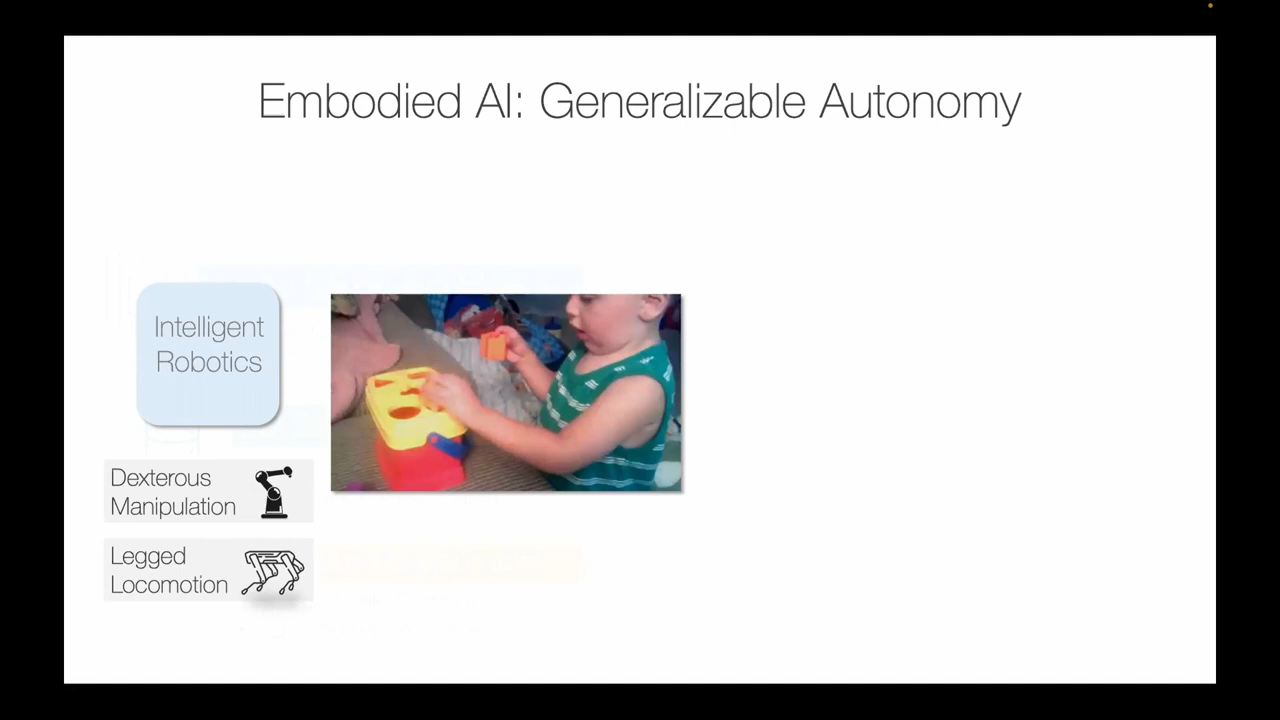 Embodied AI: Generalizable Autonomy
Intelligent
Robotics
Dexterous
Manipulation
Legged
Locomotion